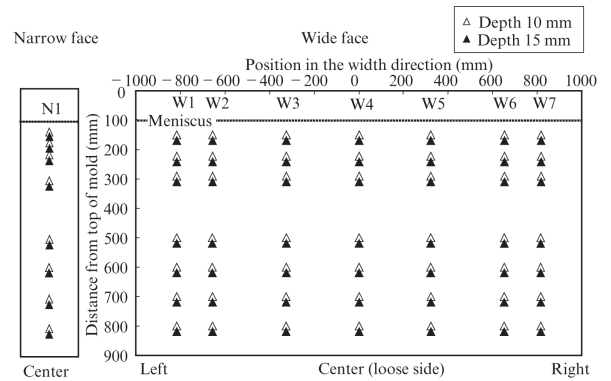 △ Depth 10 mm
▲ Depth 15 mm
Narrow face
Wide face
Position in the width direction (mm)
−1000 −800 −600 −400 −200 0 200 400 600 800 1000
N1
W1 W2 W3 W4 W5 W6 W7
Meniscus
Distance from top of mold (mm)
0
100
200
300
400
500
600
700
800
900
Center
Left
Center (loose side)
Right